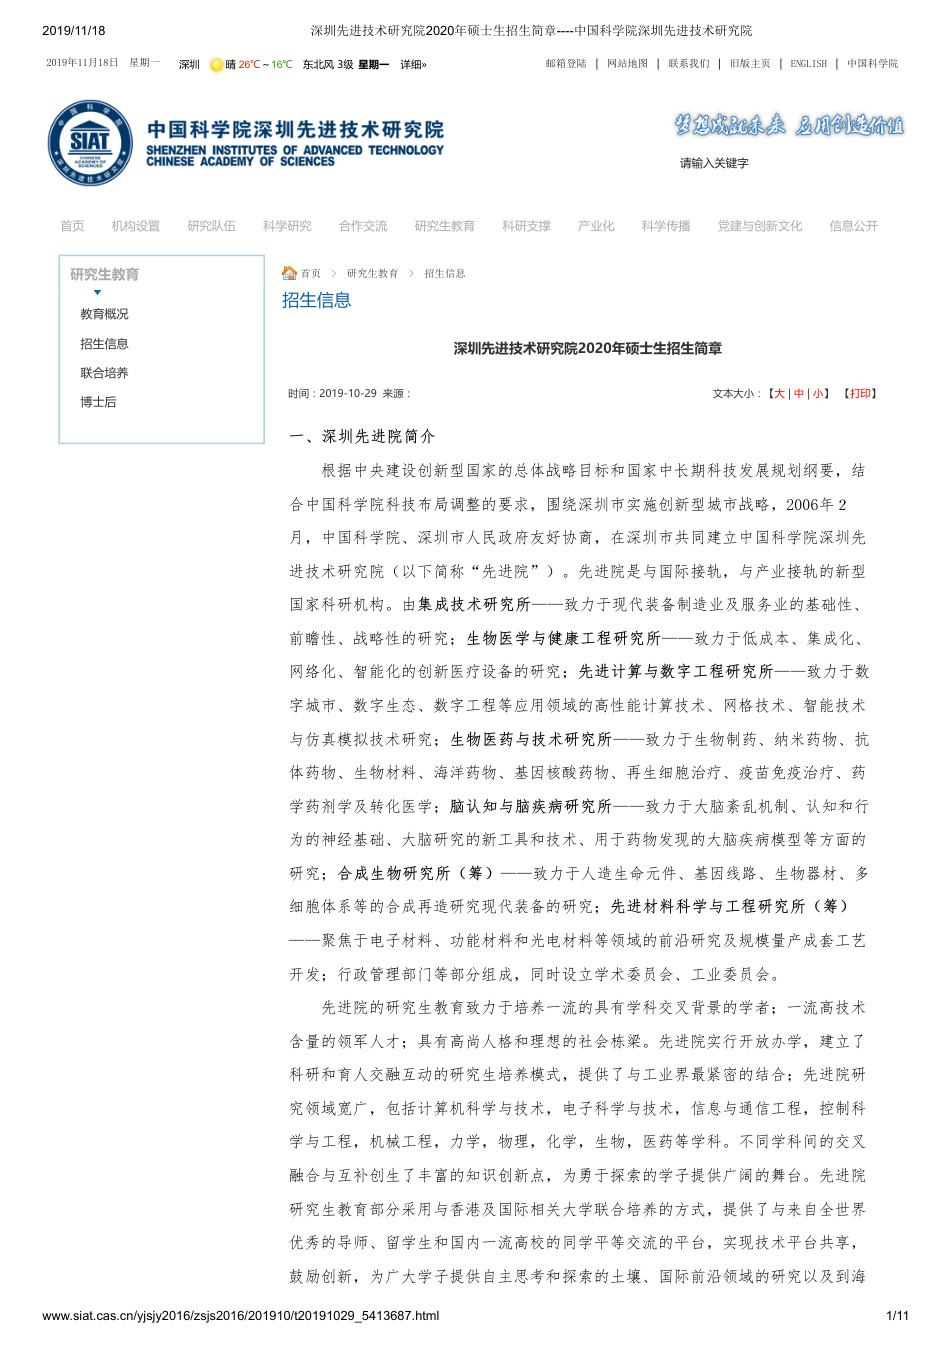 2019/11/18
深圳先进技术研究院2020年硕士生招生简章----中国科学院深圳先进技术研究院
2019年11月18日 星期一 深圳 晴 26℃～16℃ 东北风 3级 星期一 详细»
邮箱登陆 | 网站地图 | 联系我们 | 旧版主页 | ENGLISH | 中国科学院
中国科学院
SIAT
CHINESE ACADEMY OF SCIENCES
深圳先进技术研究院
中国科学院深圳先进技术研究院
SHENZHEN INSTITUTES OF ADVANCED TECHNOLOGY
CHINESE ACADEMY OF SCIENCES
梦想成就未来 应用创造价值
请输入关键字
首页 机构设置 研究队伍 科学研究 合作交流 研究生教育 科研支撑 产业化 科学传播 党建与创新文化 信息公开
研究生教育
教育概况
招生信息
联合培养
博士后
首页 > 研究生教育 > 招生信息
招生信息
深圳先进技术研究院2020年硕士生招生简章
时间：2019-10-29 来源：
文本大小：【大 | 中 | 小】 【打印】
一、深圳先进院简介
根据中央建设创新型国家的总体战略目标和国家中长期科技发展规划纲要，结
合中国科学院科技布局调整的要求，围绕深圳市实施创新型城市战略，2006年 2
月，中国科学院、深圳市人民政府友好协商，在深圳市共同建立中国科学院深圳先
进技术研究院（以下简称“先进院”）。先进院是与国际接轨，与产业接轨的新型
国家科研机构。由集成技术研究所——致力于现代装备制造业及服务业的基础性、
前瞻性、战略性的研究；生物医学与健康工程研究所——致力于低成本、集成化、
网络化、智能化的创新医疗设备的研究；先进计算与数字工程研究所——致力于数
字城市、数字生态、数字工程等应用领域的高性能计算技术、网格技术、智能技术
与仿真模拟技术研究；生物医药与技术研究所——致力于生物制药、纳米药物、抗
体药物、生物材料、海洋药物、基因核酸药物、再生细胞治疗、疫苗免疫治疗、药
学药剂学及转化医学；脑认知与脑疾病研究所——致力于大脑紊乱机制、认知和行
为的神经基础、大脑研究的新工具和技术、用于药物发现的大脑疾病模型等方面的
研究；合成生物研究所（筹）——致力于人造生命元件、基因线路、生物器材、多
细胞体系等的合成再造研究现代装备的研究；先进材料科学与工程研究所（筹）
——聚焦于电子材料、功能材料和光电材料等领域的前沿研究及规模量产成套工艺
开发；行政管理部门等部分组成，同时设立学术委员会、工业委员会。
先进院的研究生教育致力于培养一流的具有学科交叉背景的学者；一流高技术
含量的领军人才；具有高尚人格和理想的社会栋梁。先进院实行开放办学，建立了
科研和育人交融互动的研究生培养模式，提供了与工业界最紧密的结合；先进院研
究领域宽广，包括计算机科学与技术，电子科学与技术，信息与通信工程，控制科
学与工程，机械工程，力学，物理，化学，生物，医药等学科。不同学科间的交叉
融合与互补创生了丰富的知识创新点，为勇于探索的学子提供广阔的舞台。先进院
研究生教育部分采用与香港及国际相关大学联合培养的方式，提供了与来自全世界
优秀的导师、留学生和国内一流高校的同学平等交流的平台，实现技术平台共享，
鼓励创新，为广大学子提供自主思考和探索的土壤、国际前沿领域的研究以及到海
www.siat.cas.cn/yjsjy2016/zsjs2016/201910/t20191029_5413687.html
1/11